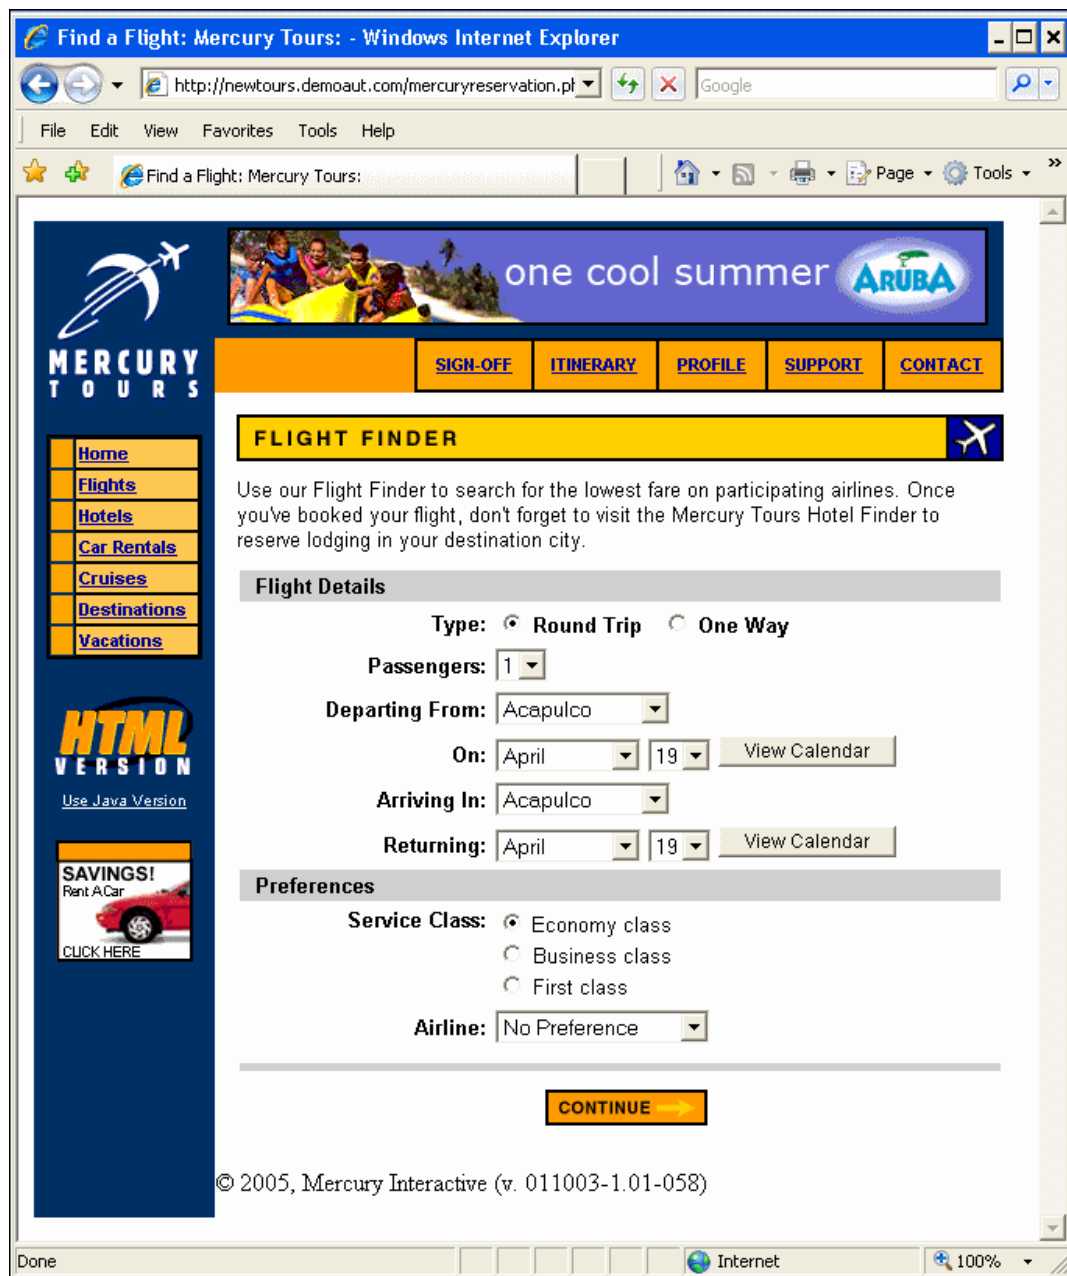 Find a Flight: Mercury Tours: - Windows Internet Explorer
http://newtours.demoaut.com/mercuryreservation.ph
Google
File Edit View Favorites Tools Help
Find a Flight: Mercury Tours:
Page Tools »
one cool summer ARUBA
MERCURY
TOURS
SIGN-OFF ITINERARY PROFILE SUPPORT CONTACT
FLIGHT FINDER
Home
Flights
Hotels
Car Rentals
Cruises
Destinations
Vacations
HTML
VERSION
Use Java Version
SAVINGS!
Rent A Car
CLICK HERE
Use our Flight Finder to search for the lowest fare on participating airlines. Once
you've booked your flight, don't forget to visit the Mercury Tours Hotel Finder to
reserve lodging in your destination city.
Flight Details
Type: Round Trip One Way
Passengers: 1
Departing From: Acapulco
On: April 19 View Calendar
Arriving In: Acapulco
Returning: April 19 View Calendar
Preferences
Service Class: Economy class
Business class
First class
Airline: No Preference
CONTINUE
© 2005, Mercury Interactive (v. 011003-1.01-058)
Done Internet 100%